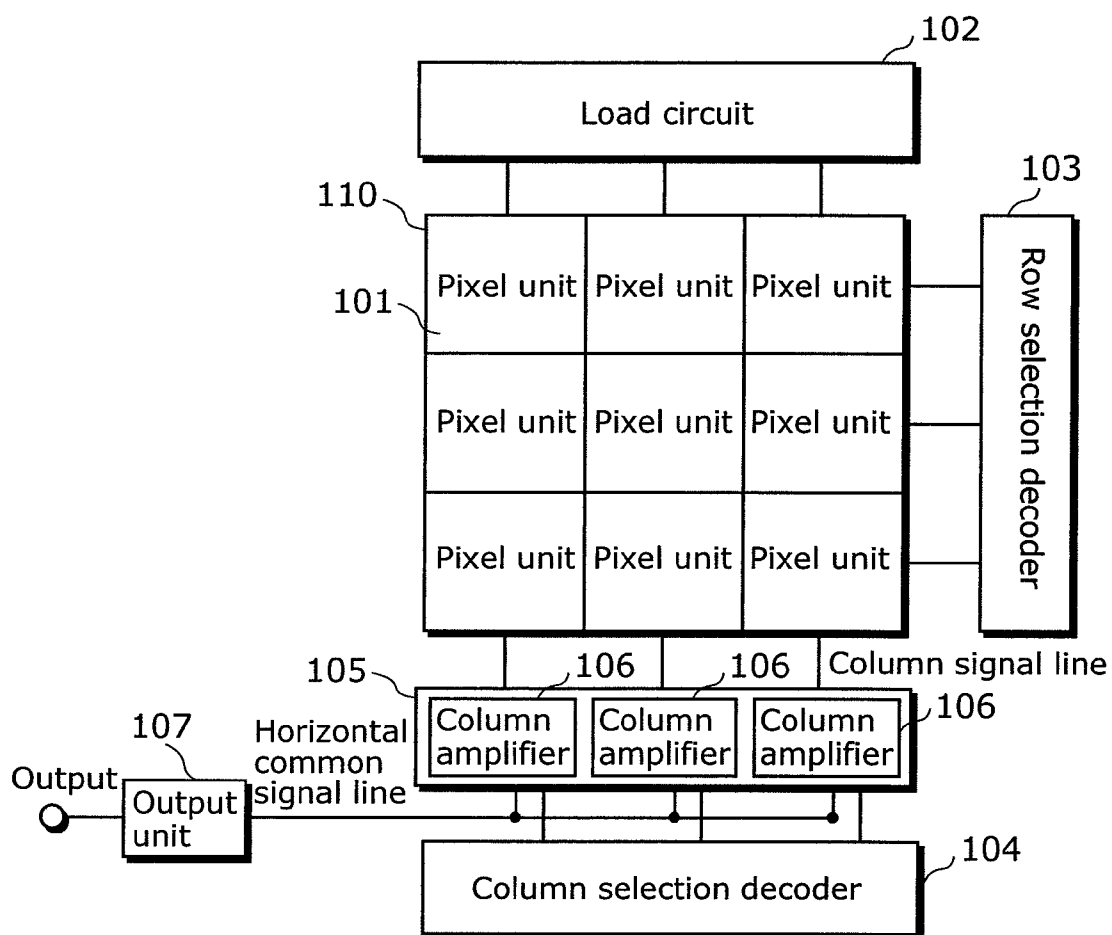 102
Load circuit
110
103
Pixel unit Pixel unit Pixel unit
101
Row selection decoder
Pixel unit Pixel unit Pixel unit
Pixel unit Pixel unit Pixel unit
Column signal line
105
106
106
106
Column
amplifier
Column
amplifier
Column
amplifier
107
Horizontal
common
signal line
Output
Output
unit
104
Column selection decoder